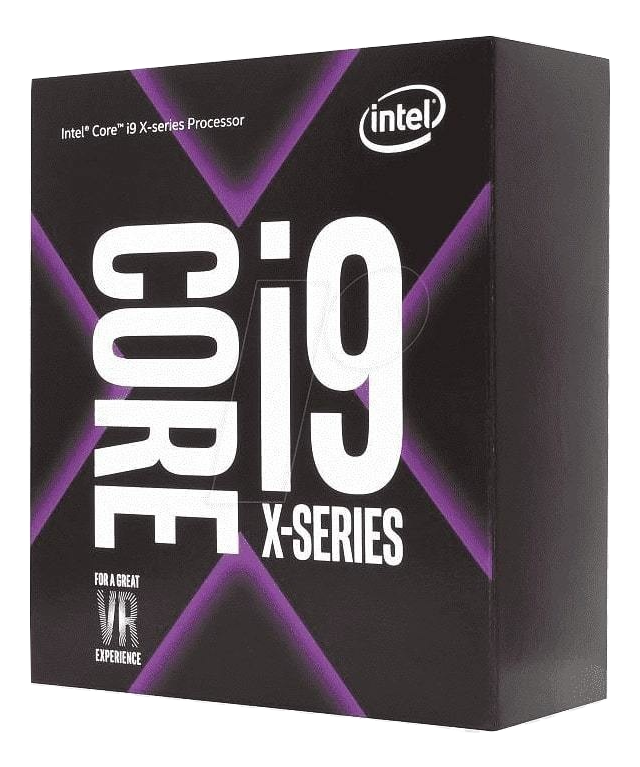 Intel® Core™ i9 X-series Processor
intel®
CORE
i9
X-SERIES
FOR A GREAT
VR
EXPERIENCE